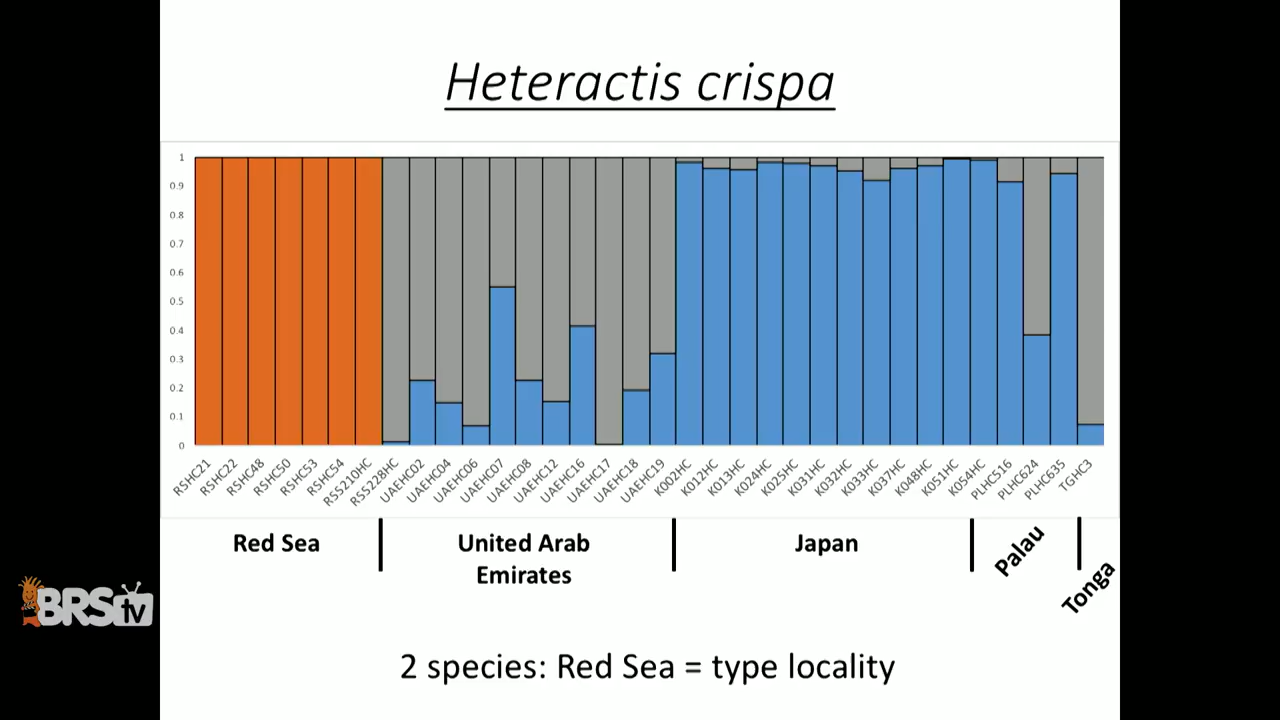 Heteractis crispa
1
0.9
0.8
0.7
0.6
0.5
0.4
0.3
0.2
0.1
0
RSHC21
RSHC22
RSHC48
RSHC50
RSHC53
RSHC54
RSS210HC
RSS228HC
UAEHC02
UAEHC04
UAEHC06
UAEHC07
UAEHC08
UAEHC12
UAEHC16
UAEHC17
UAEHC18
UAEHC19
K002HC
K012HC
K013HC
K024HC
K025HC
K031HC
K032HC
K033HC
K037HC
K048HC
K051HC
K054HC
PLHC516
PLHC624
PLHC635
TGHC3
Red Sea
United Arab
Emirates
Japan
Palau
Tonga
BRStv
2 species: Red Sea = type locality